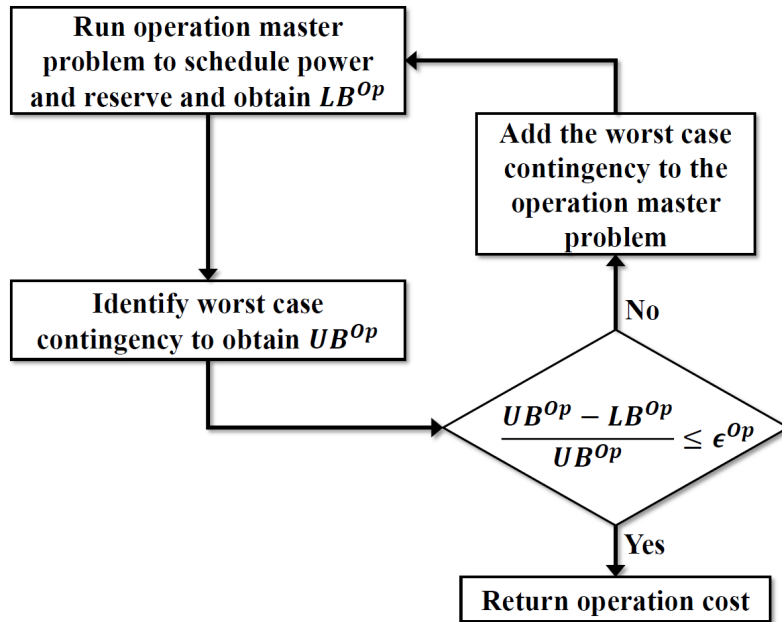 Run operation master
problem to schedule power
and reserve and obtain LB^Op
Identify worst case
contingency to obtain UB^Op
Add the worst case
contingency to the
operation master
problem
No
UB^Op − LB^Op
UB^Op
≤ ϵ^Op
Yes
Return operation cost